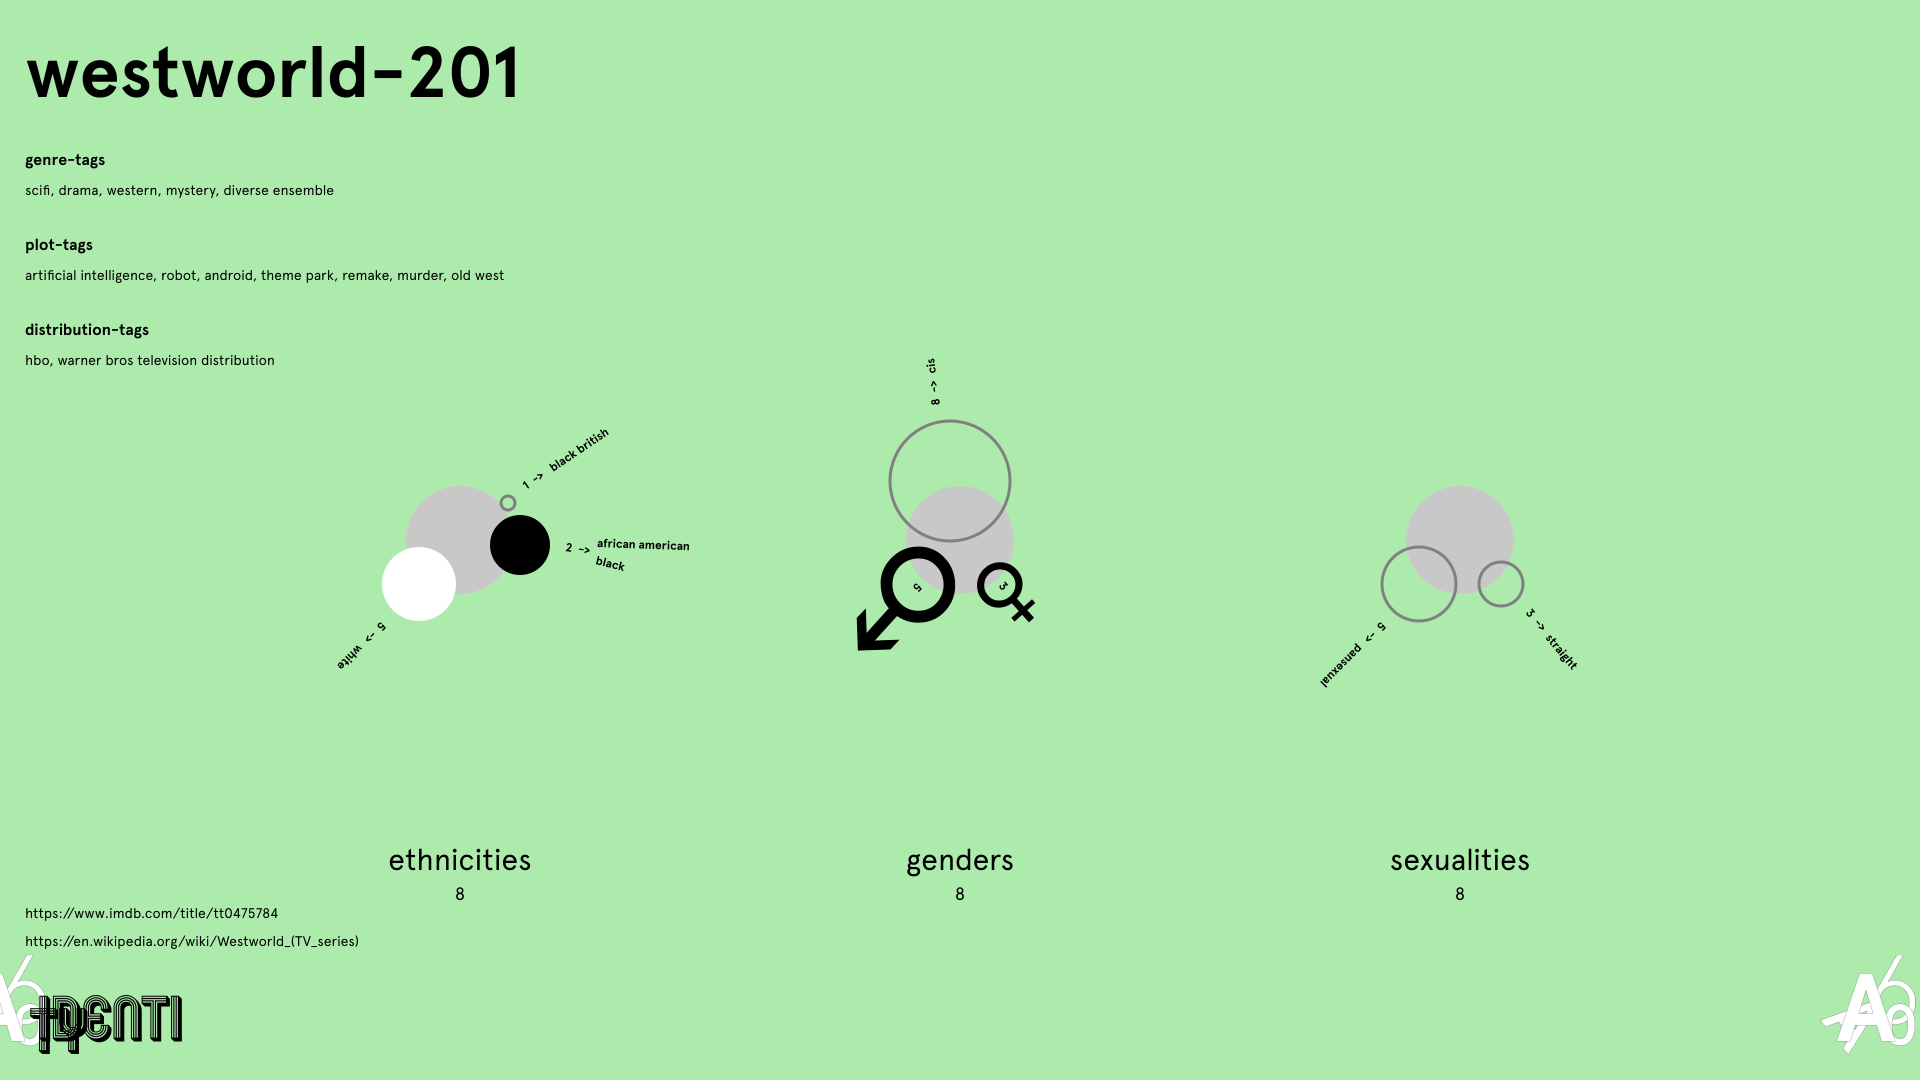 westworld-201
genre-tags
scifi, drama, western, mystery, diverse ensemble
plot-tags
artificial intelligence, robot, android, theme park, remake, murder, old west
distribution-tags
hbo, warner bros television distribution
1 -> black british
2 -> african american
black
5 -> white
8 -> cis
5
3
5 -> pansexual
3 -> straight
ethnicities
8
genders
8
sexualities
8
https://www.imdb.com/title/tt0475784
https://en.wikipedia.org/wiki/Westworld_(TV_series)